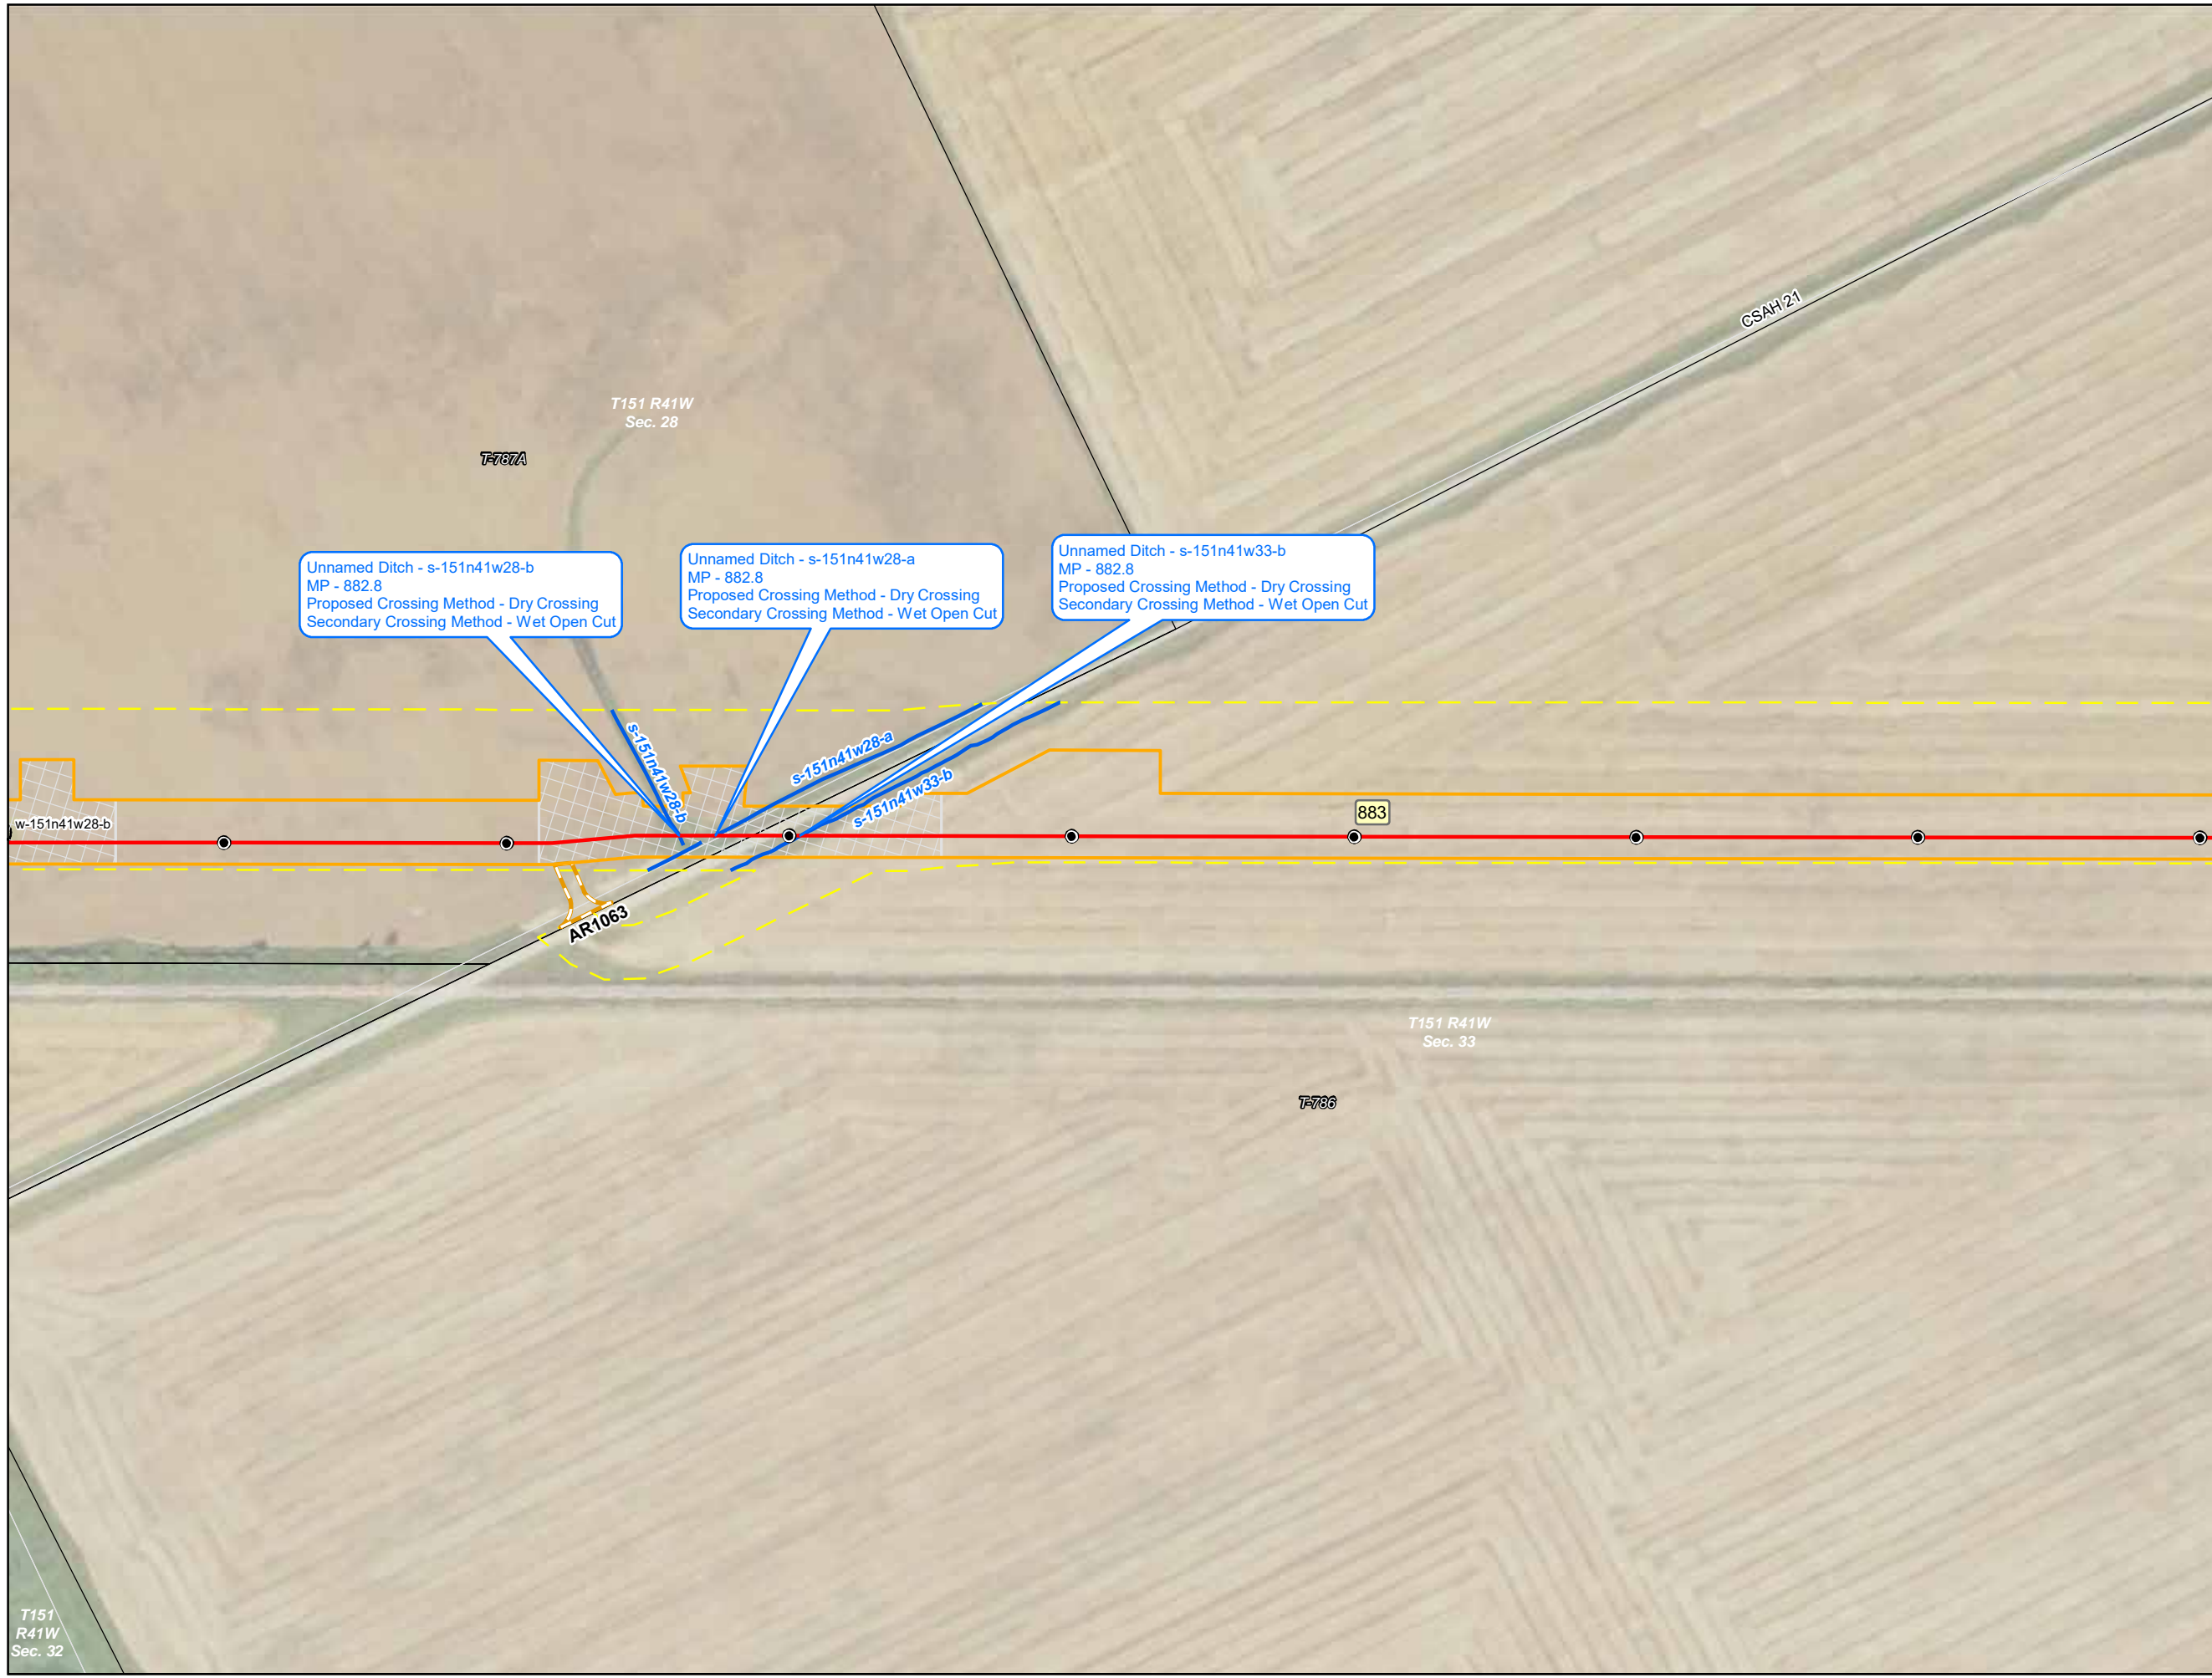 CSAH 21
T151 R41W
Sec. 28
T-787A
Unnamed Ditch - s-151n41w28-b
MP - 882.8
Proposed Crossing Method - Dry Crossing
Secondary Crossing Method - Wet Open Cut
Unnamed Ditch - s-151n41w28-a
MP - 882.8
Proposed Crossing Method - Dry Crossing
Secondary Crossing Method - Wet Open Cut
Unnamed Ditch - s-151n41w33-b
MP - 882.8
Proposed Crossing Method - Dry Crossing
Secondary Crossing Method - Wet Open Cut
s-151n41w28-b
s-151n41w28-a
s-151n41w33-b
w-151n41w28-b
883
AR1063
T151 R41W
Sec. 33
T-786
T151
R41W
Sec. 32